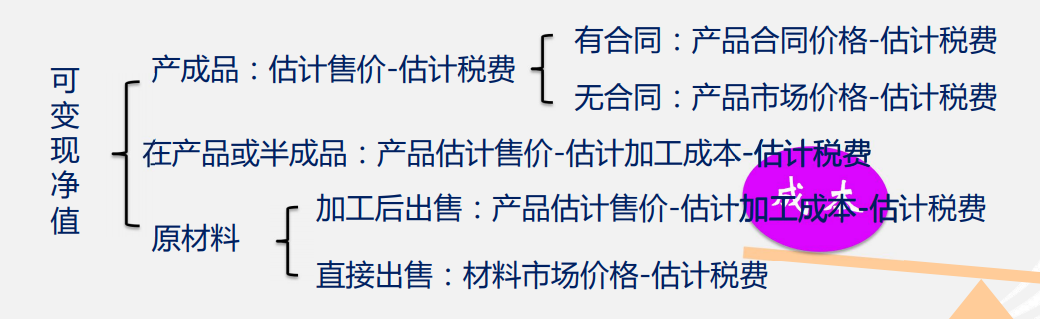 可变现净值
产成品：估计售价-估计税费
有合同：产品合同价格-估计税费
无合同：产品市场价格-估计税费
在产品或半成品：产品估计售价-估计加工成本-估计税费
原材料
加工后出售：产品估计售价-估计加工成本-估计税费
直接出售：材料市场价格-估计税费
成本